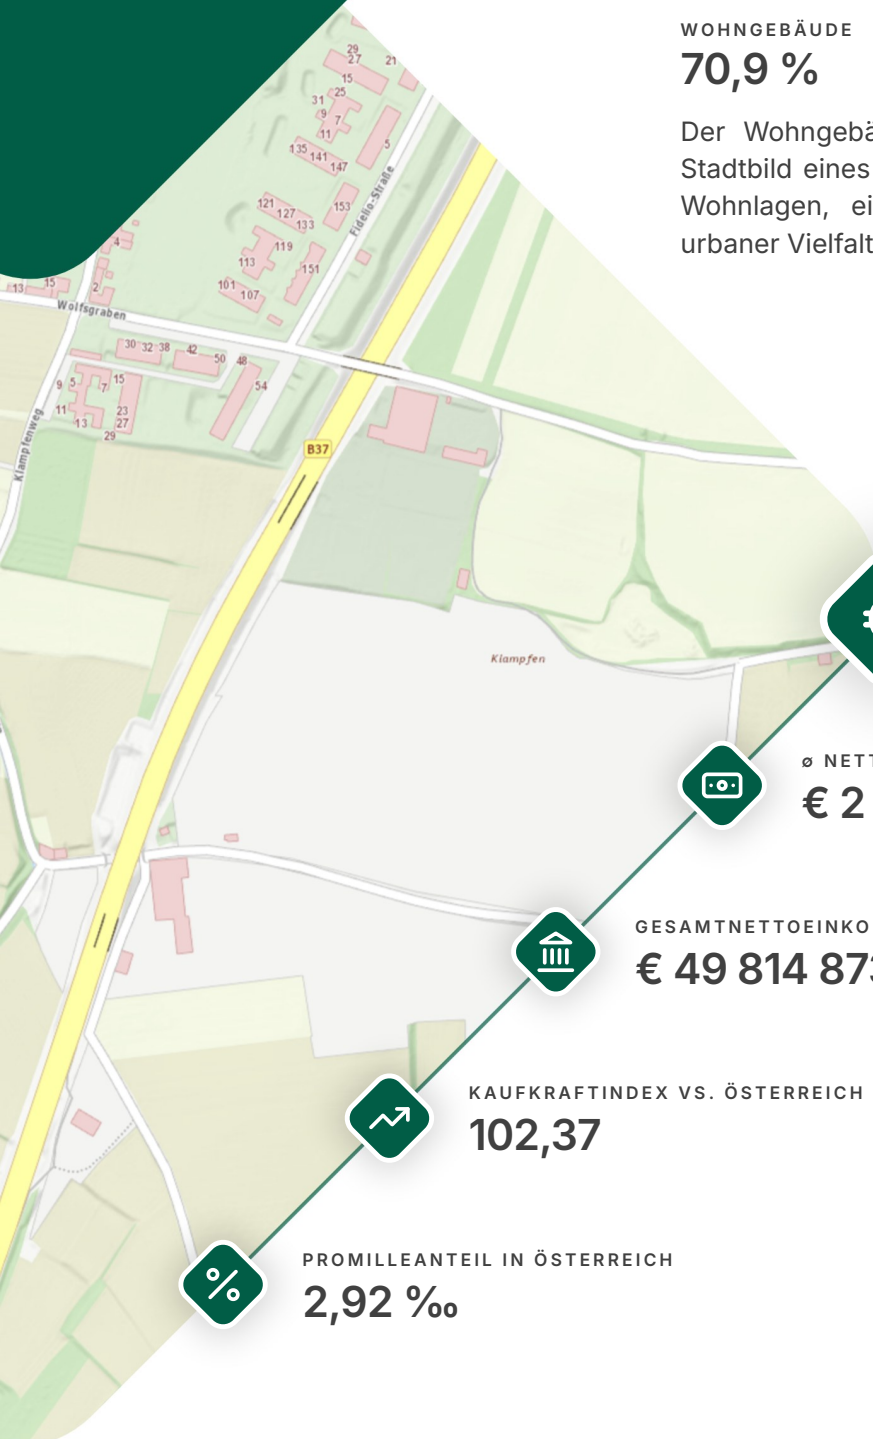 WOHNGEBÄUDE
70,9 %
Der Wohngebä
Stadtbild eines
Wohnlagen, ei
urbaner Vielfalt
29
27
21
15
25
31
9
7
11
5
135
141
147
Fidelio-Straße
121
127
133
153
119
113
151
101
107
4
2
13
15
Wolfsgraben
30 32 38
42
50
48
54
9
5
7
15
11
13
23
27
29
Klampfenweg
B37
Klampfen
ø NETT
€ 2
GESAMTNETTOEINKO
€ 49 814 873
KAUFKRAFTINDEX VS. ÖSTERREICH
102,37
PROMILLEANTEIL IN ÖSTERREICH
2,92 ‰